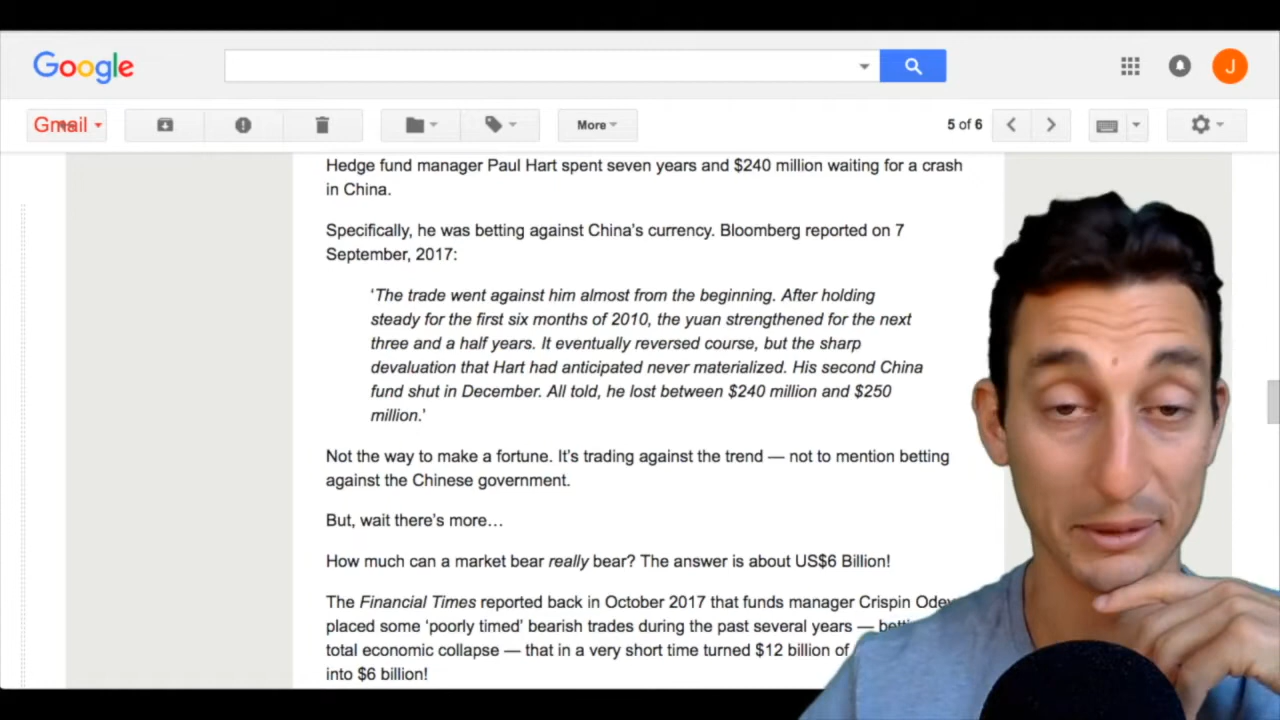 Google
J
Gmail
More
5 of 6
Hedge fund manager Paul Hart spent seven years and $240 million waiting for a crash
in China.
Specifically, he was betting against China’s currency. Bloomberg reported on 7
September, 2017:
‘The trade went against him almost from the beginning. After holding
steady for the first six months of 2010, the yuan strengthened for the next
three and a half years. It eventually reversed course, but the sharp
devaluation that Hart had anticipated never materialized. His second China
fund shut in December. All told, he lost between $240 million and $250
million.’
Not the way to make a fortune. It’s trading against the trend — not to mention betting
against the Chinese government.
But, wait there’s more…
How much can a market bear really bear? The answer is about US$6 Billion!
The Financial Times reported back in October 2017 that funds manager Crispin Odey
placed some ‘poorly timed’ bearish trades during the past several years —
total economic collapse — that in a very short time turned $12 billion of
into $6 billion!